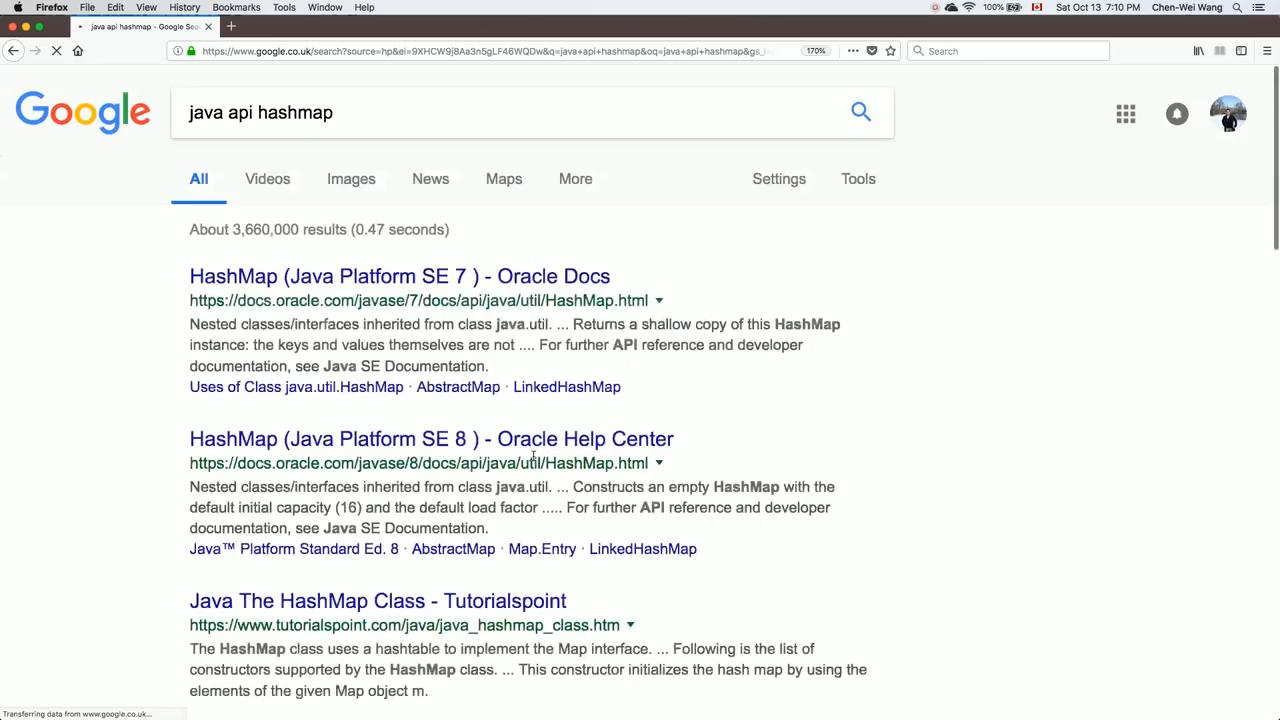 Firefox File Edit View History Bookmarks Tools Window Help 100% Sat Oct 13 7:10 PM Chen-Wei Wang
java api hashmap - Google Sea
https://www.google.co.uk/search?source=hp&ei=9XHCW9j8Aa3n5gLF46WQDw&q=java+api+hashmap&oq=java+api+hashmap&gs_l= 170% Search
Google java api hashmap
All Videos Images News Maps More Settings Tools
About 3,660,000 results (0.47 seconds)
HashMap (Java Platform SE 7 ) - Oracle Docs
https://docs.oracle.com/javase/7/docs/api/java/util/HashMap.html
Nested classes/interfaces inherited from class java.util. ... Returns a shallow copy of this HashMap
instance: the keys and values themselves are not .... For further API reference and developer
documentation, see Java SE Documentation.
Uses of Class java.util.HashMap · AbstractMap · LinkedHashMap
HashMap (Java Platform SE 8 ) - Oracle Help Center
https://docs.oracle.com/javase/8/docs/api/java/util/HashMap.html
Nested classes/interfaces inherited from class java.util. ... Constructs an empty HashMap with the
default initial capacity (16) and the default load factor ..... For further API reference and developer
documentation, see Java SE Documentation.
Java™ Platform Standard Ed. 8 · AbstractMap · Map.Entry · LinkedHashMap
Java The HashMap Class - Tutorialspoint
https://www.tutorialspoint.com/java/java_hashmap_class.htm
The HashMap class uses a hashtable to implement the Map interface. ... Following is the list of
constructors supported by the HashMap class. ... This constructor initializes the hash map by using the
elements of the given Map object m.
Transferring data from www.google.co.uk...